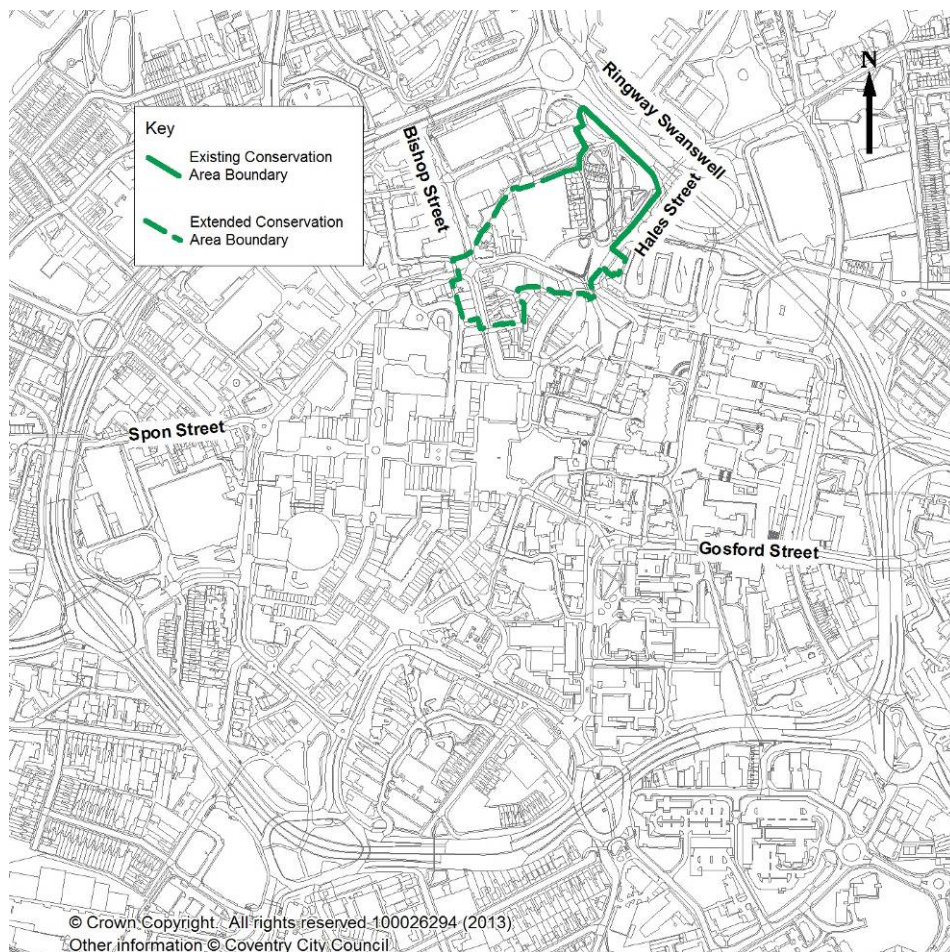 Ringway Swanswell
N
Key
Existing Conservation
Area Boundary
Extended Conservation
Area Boundary
Bishop Street
Hales Street
Spon Street
Gosford Street
© Crown Copyright  All rights reserved 100026294 (2013)
Other information © Coventry City Council